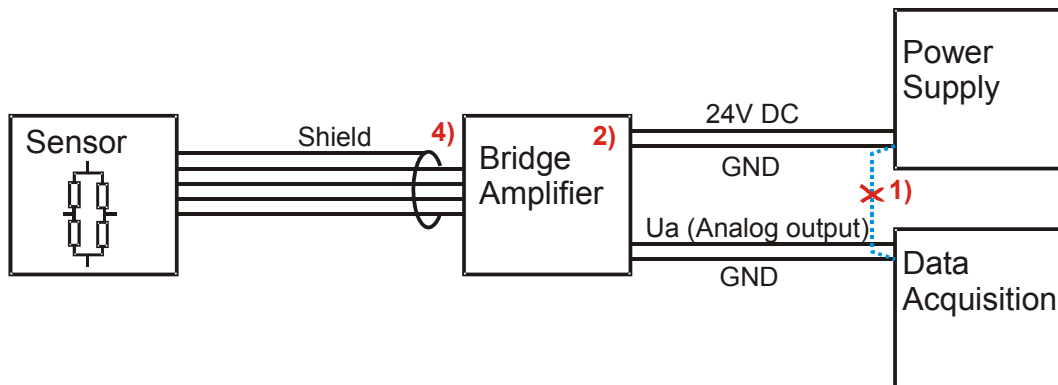 Sensor
Shield
4)
Bridge
Amplifier
2)
24V DC
GND
Ua (Analog output)
GND
Power
Supply
1)
Data
Acquisition